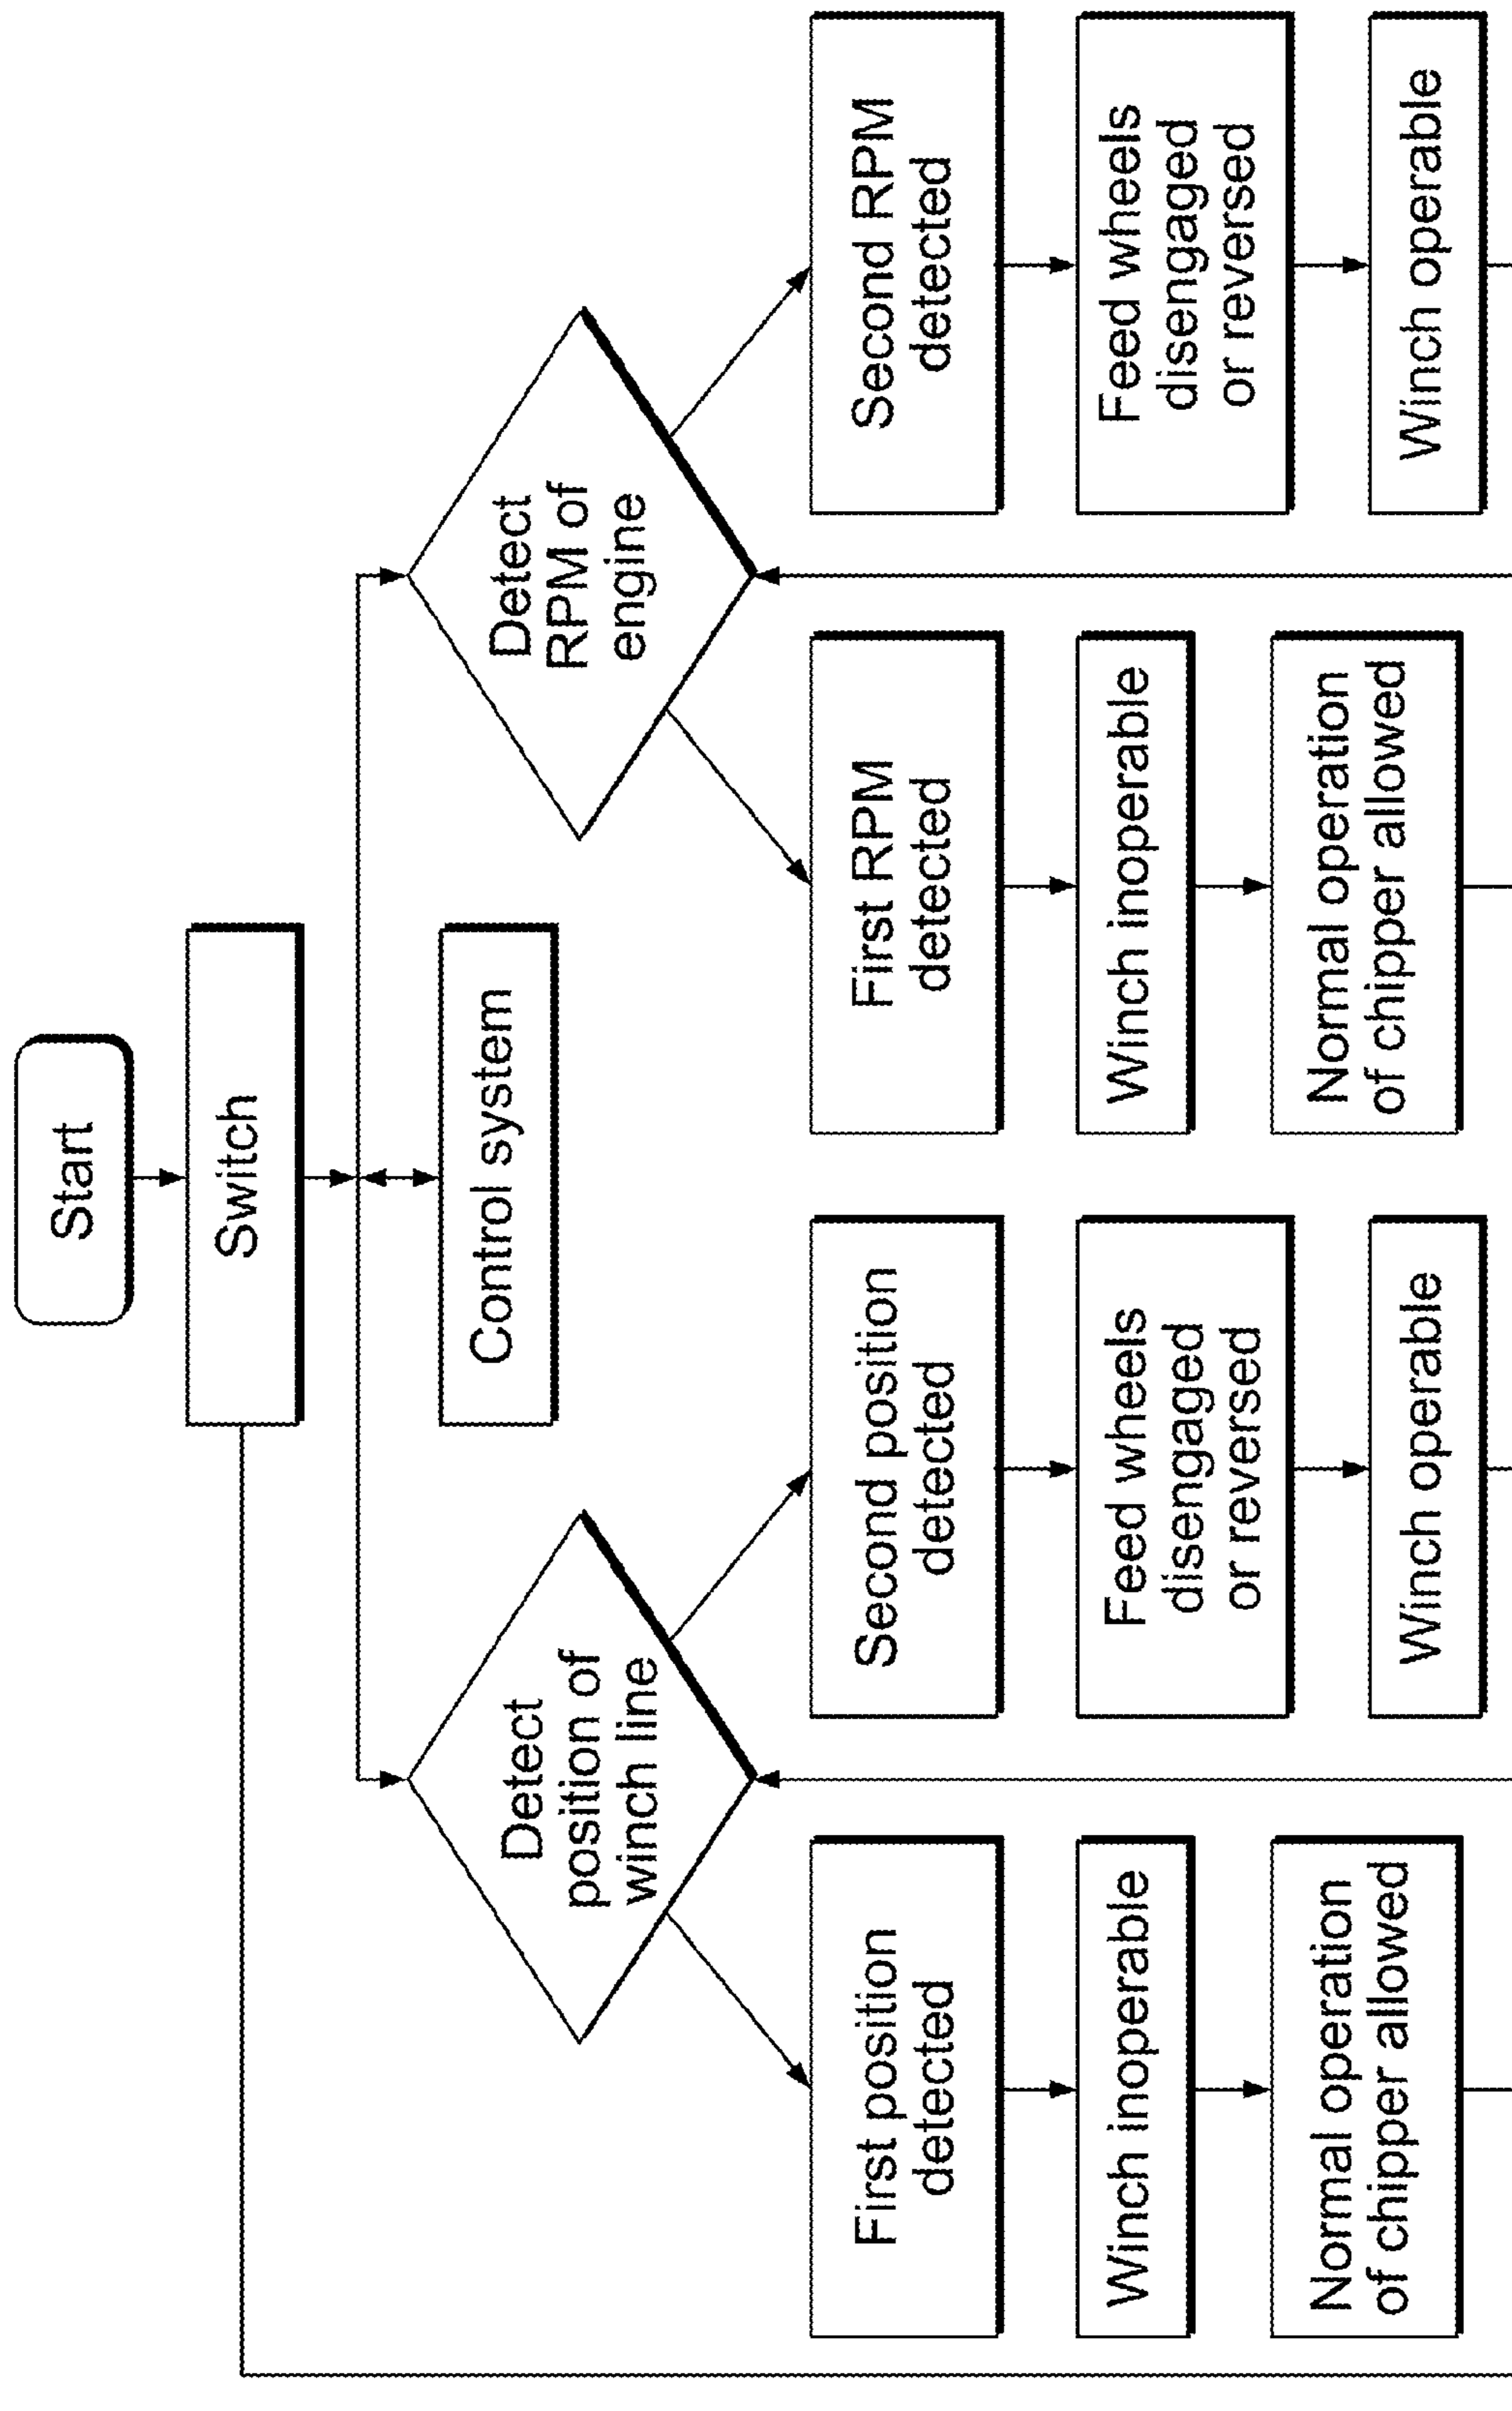 Start
Switch
Control system
Detect
position of
winch line
Detect
RPM of
engine
First position
detected
Second position
detected
First RPM
detected
Second RPM
detected
Winch inoperable
Feed wheels
disengaged
or reversed
Winch inoperable
Feed wheels
disengaged
or reversed
Normal operation
of chipper allowed
Winch operable
Normal operation
of chipper allowed
Winch operable